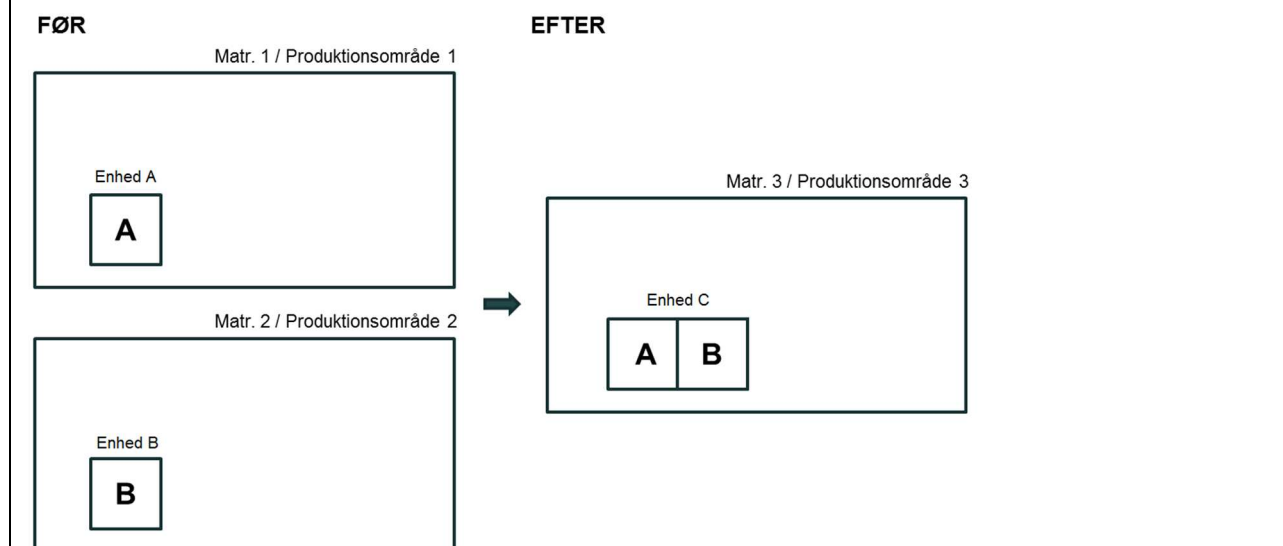 FØR
Matr. 1 / Produktionsområde 1
Enhed A
A
Matr. 2 / Produktionsområde 2
Enhed B
B
EFTER
Matr. 3 / Produktionsområde 3
Enhed C
A B